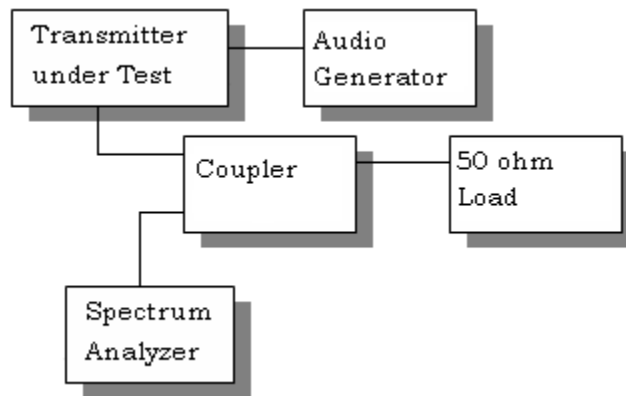 Transmitter
under Test
Audio
Generator
Coupler
50 ohm
Load
Spectrum
Analyzer